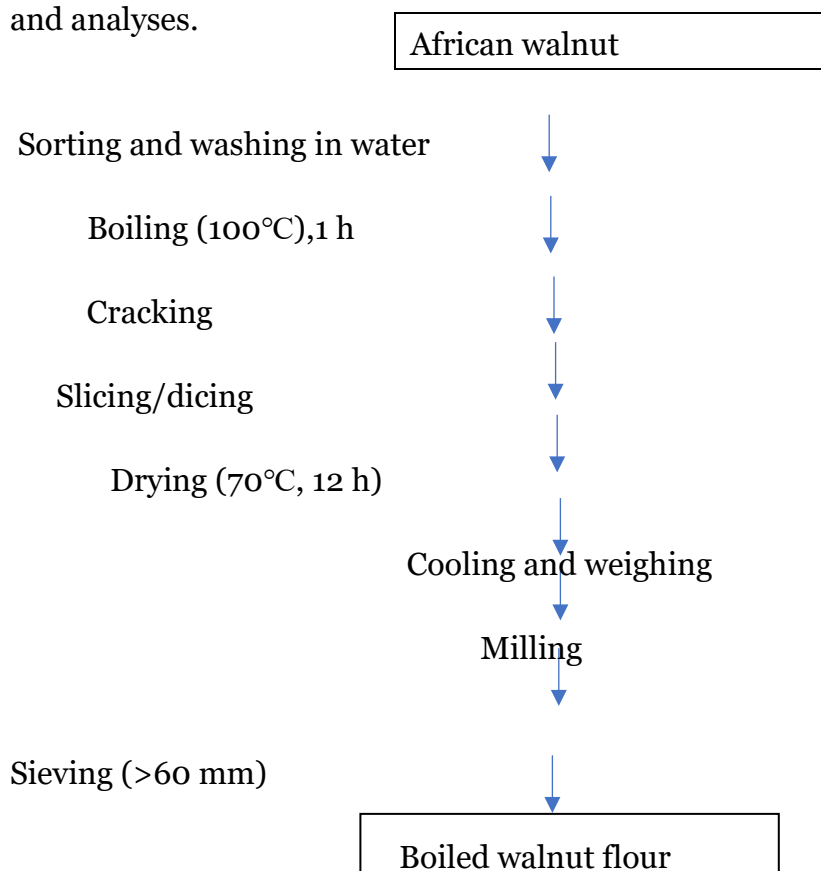 and analyses.
African walnut
Sorting and washing in water
Boiling (100℃),1 h
Cracking
Slicing/dicing
Drying (70℃, 12 h)
Cooling and weighing
Milling
Sieving (>60 mm)
Boiled walnut flour